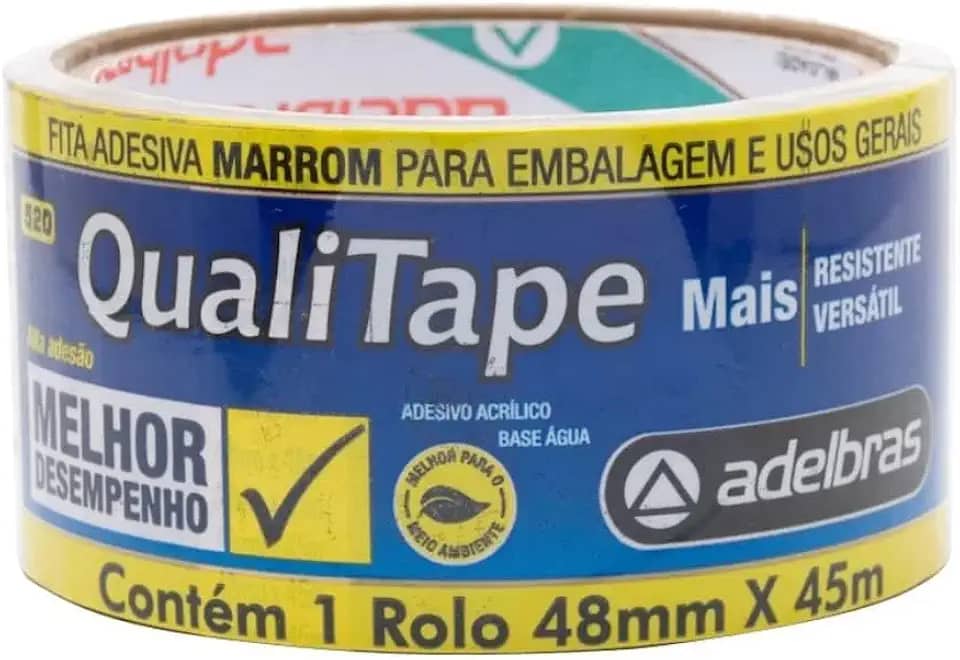 FITA ADESIVA MARROM PARA EMBALAGEM E USOS GERAIS
520
QualiTape
Mais
RESISTENTE
VERSÁTIL
Alta adesão
MELHOR
DESEMPENHO
ADESIVO ACRÍLICO
BASE ÁGUA
MELHOR PARA O
MEIO AMBIENTE
adelbras
Contém 1 Rolo 48mm X 45m